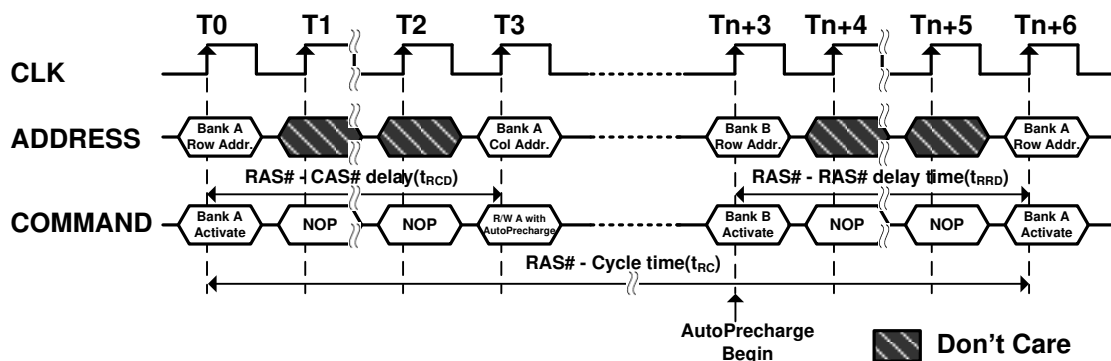 T0 T1 T2 T3 Tn+3 Tn+4 Tn+5 Tn+6
CLK
ADDRESS
Bank A
Row Addr.
Bank A
Col Addr.
Bank B
Row Addr.
Bank A
Row Addr.
RAS# - CAS# delay(tRCD)
RAS# - RAS# delay time(tRRD)
COMMAND
Bank A
Activate
NOP
NOP
R/W A with
AutoPrecharge
Bank B
Activate
NOP
NOP
Bank A
Activate
RAS# - Cycle time(tRC)
AutoPrecharge
Begin
Don't Care